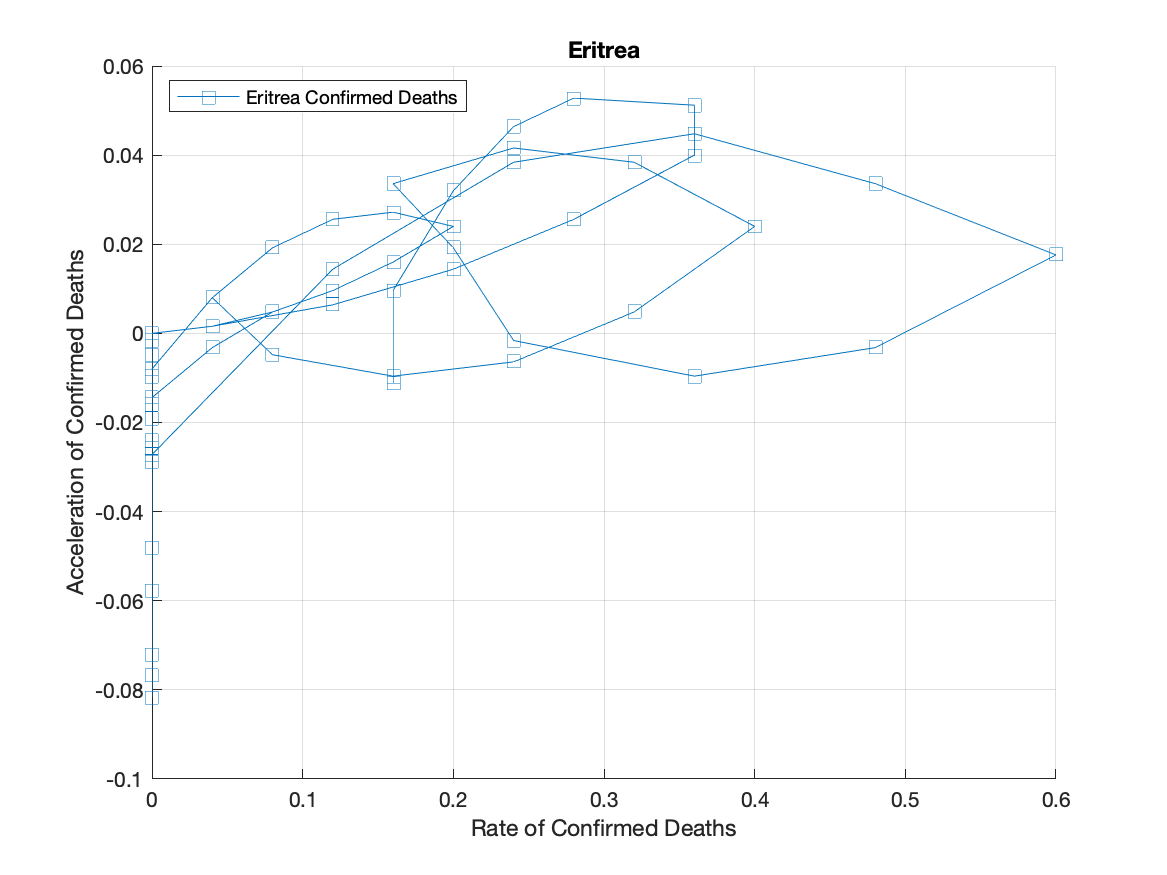 Eritrea
Eritrea Confirmed Deaths
Acceleration of Confirmed Deaths
0.06
0.04
0.02
0
-0.02
-0.04
-0.06
-0.08
-0.1
0 0.1 0.2 0.3 0.4 0.5 0.6
Rate of Confirmed Deaths